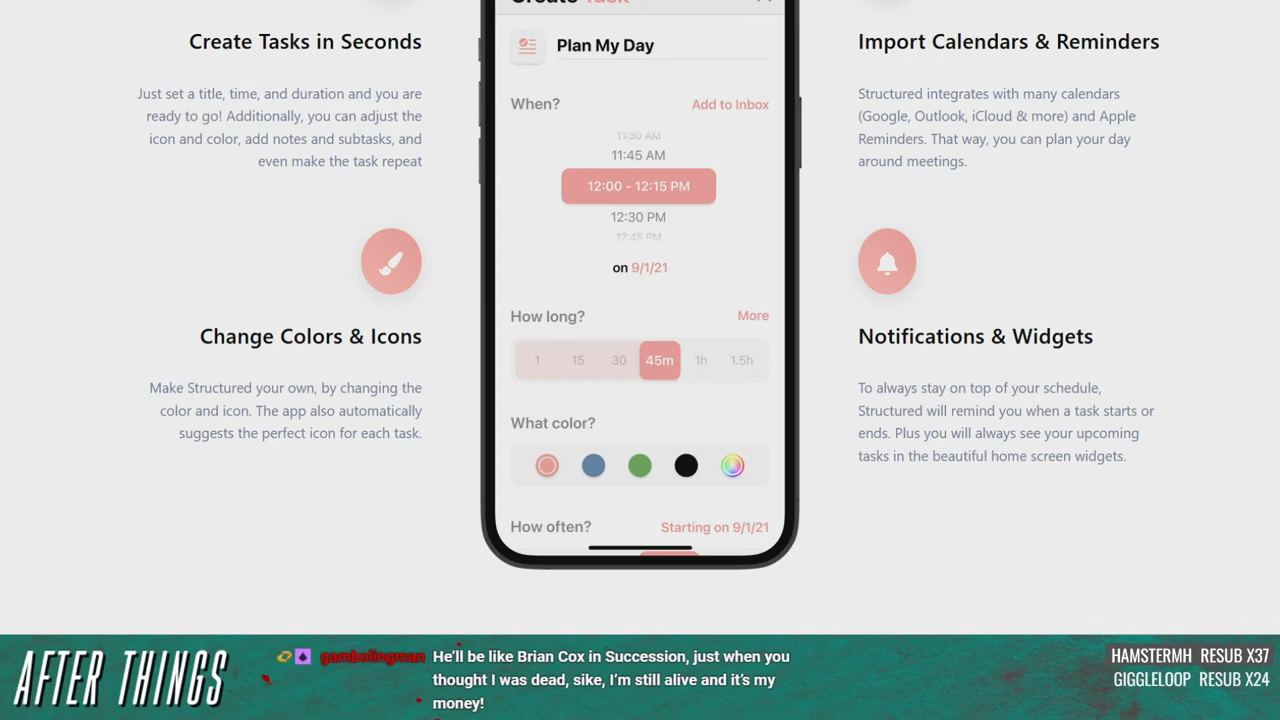 Create Task
Create Tasks in Seconds
Just set a title, time, and duration and you are
ready to go! Additionally, you can adjust the
icon and color, add notes and subtasks, and
even make the task repeat
Change Colors & Icons
Make Structured your own, by changing the
color and icon. The app also automatically
suggests the perfect icon for each task.
Plan My Day
When?
Add to Inbox
11:30 AM
11:45 AM
12:00 - 12:15 PM
12:30 PM
12:45 PM
on 9/1/21
How long?
More
1 15 30 45m 1h 1.5h
What color?
How often?
Starting on 9/1/21
Import Calendars & Reminders
Structured integrates with many calendars
(Google, Outlook, iCloud & more) and Apple
Reminders. That way, you can plan your day
around meetings.
Notifications & Widgets
To always stay on top of your schedule,
Structured will remind you when a task starts or
ends. Plus you will always see your upcoming
tasks in the beautiful home screen widgets.
AFTER THINGS
gambolingman He'll be like Brian Cox in Succession, just when you
thought I was dead, sike, I'm still alive and it's my
money!
HAMSTERMH RESUB X37
GIGGLELOOP RESUB X24